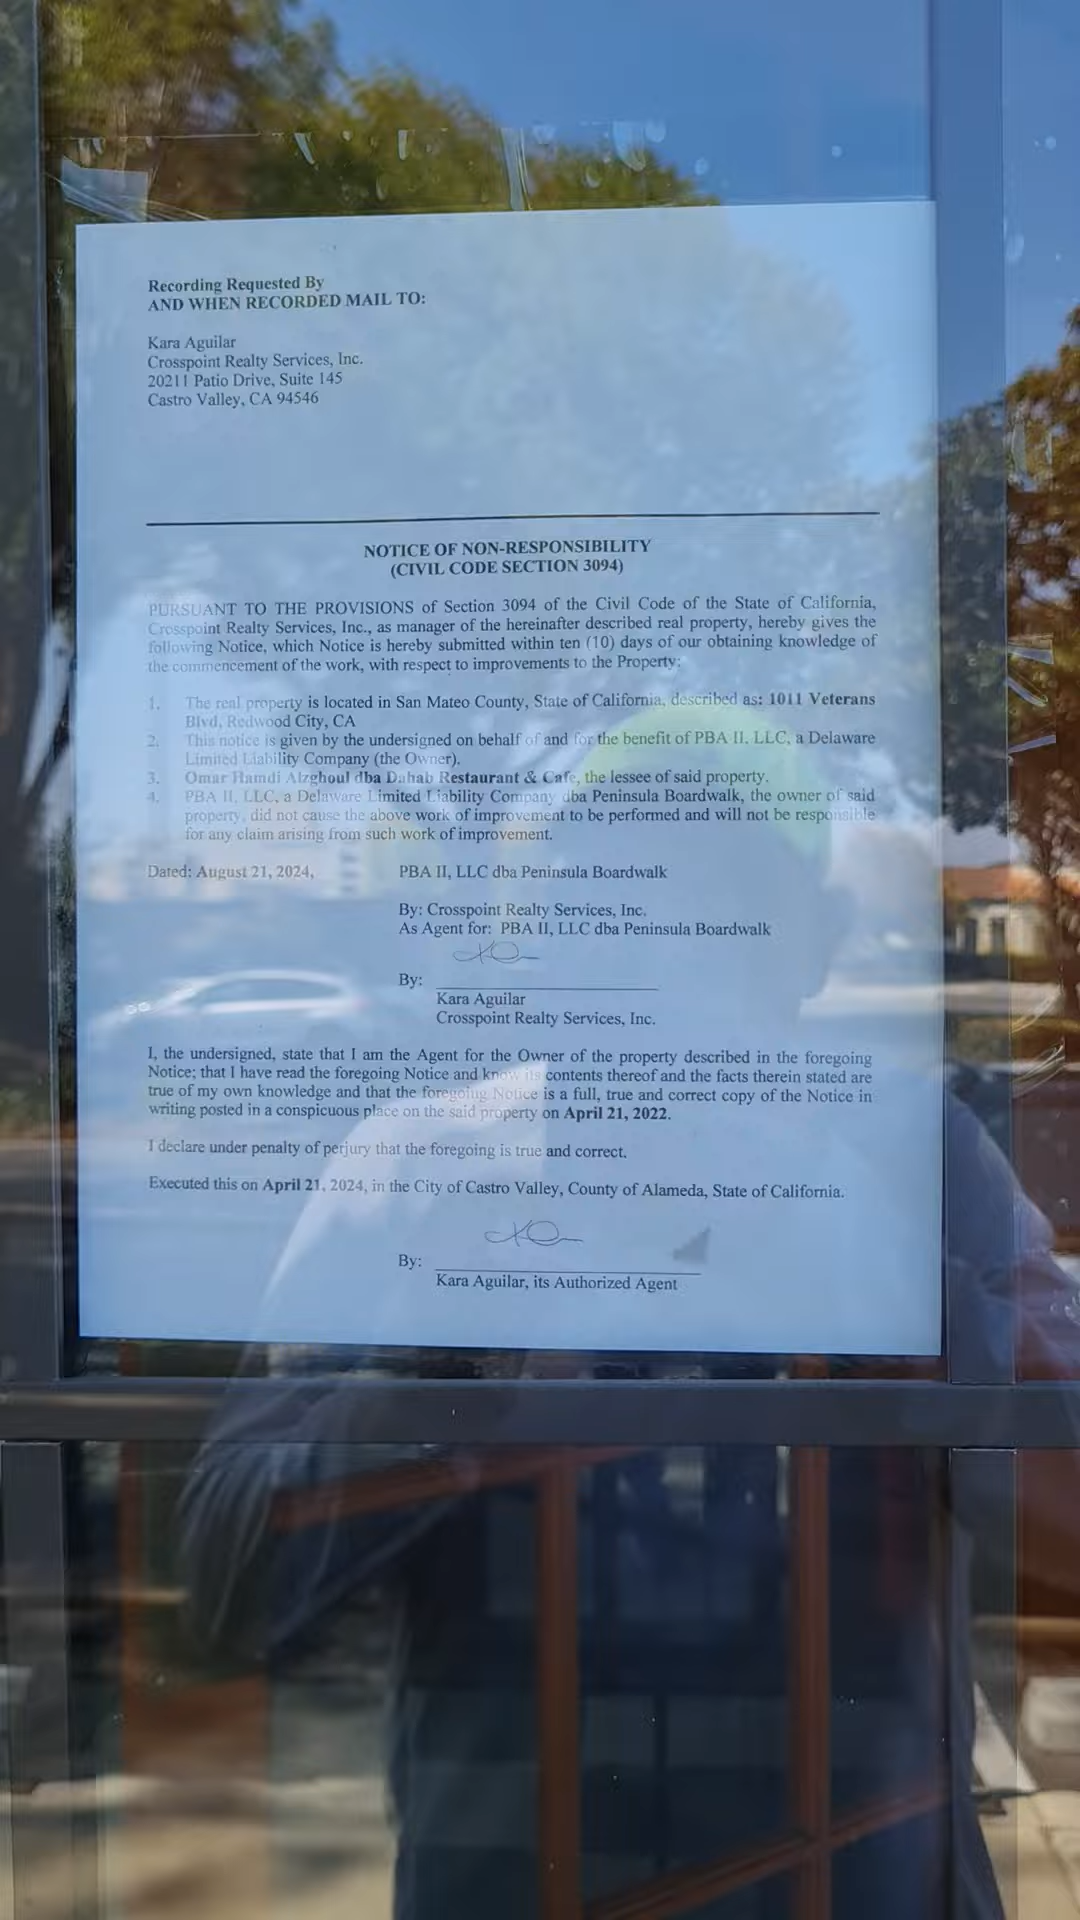 Recording Requested By
AND WHEN RECORDED MAIL TO:
Kara Aguilar
Crosspoint Realty Services, Inc.
20211 Patio Drive, Suite 145
Castro Valley, CA 94546
NOTICE OF NON-RESPONSIBILITY
(CIVIL CODE SECTION 3094)
PURSUANT TO THE PROVISIONS of Section 3094 of the Civil Code of the State of California,
Crosspoint Realty Services, Inc., as manager of the hereinafter described real property, hereby gives the
following Notice, which Notice is hereby submitted within ten (10) days of our obtaining knowledge of
the commencement of the work, with respect to improvements to the Property:
1. The real property is located in San Mateo County, State of California, described as: 1011 Veterans
Blvd, Redwood City, CA
2. This notice is given by the undersigned on behalf of and for the benefit of PBA II, LLC, a Delaware
Limited Liability Company (the Owner).
3. Omar Hamdi Alzghoul dba Dahab Restaurant & Cafe, the lessee of said property.
4. PBA II, LLC, a Delaware Limited Liability Company dba Peninsula Boardwalk, the owner of said
property, did not cause the above work of improvement to be performed and will not be responsible
for any claim arising from such work of improvement.
Dated: August 21, 2024, PBA II, LLC dba Peninsula Boardwalk
By: Crosspoint Realty Services, Inc.
As Agent for: PBA II, LLC dba Peninsula Boardwalk
By:
Kara Aguilar
Crosspoint Realty Services, Inc.
I, the undersigned, state that I am the Agent for the Owner of the property described in the foregoing
Notice; that I have read the foregoing Notice and know its contents thereof and the facts therein stated are
true of my own knowledge and that the foregoing Notice is a full, true and correct copy of the Notice in
writing posted in a conspicuous place on the said property on April 21, 2022.
I declare under penalty of perjury that the foregoing is true and correct.
Executed this on April 21, 2024, in the City of Castro Valley, County of Alameda, State of California.
By:
Kara Aguilar, its Authorized Agent